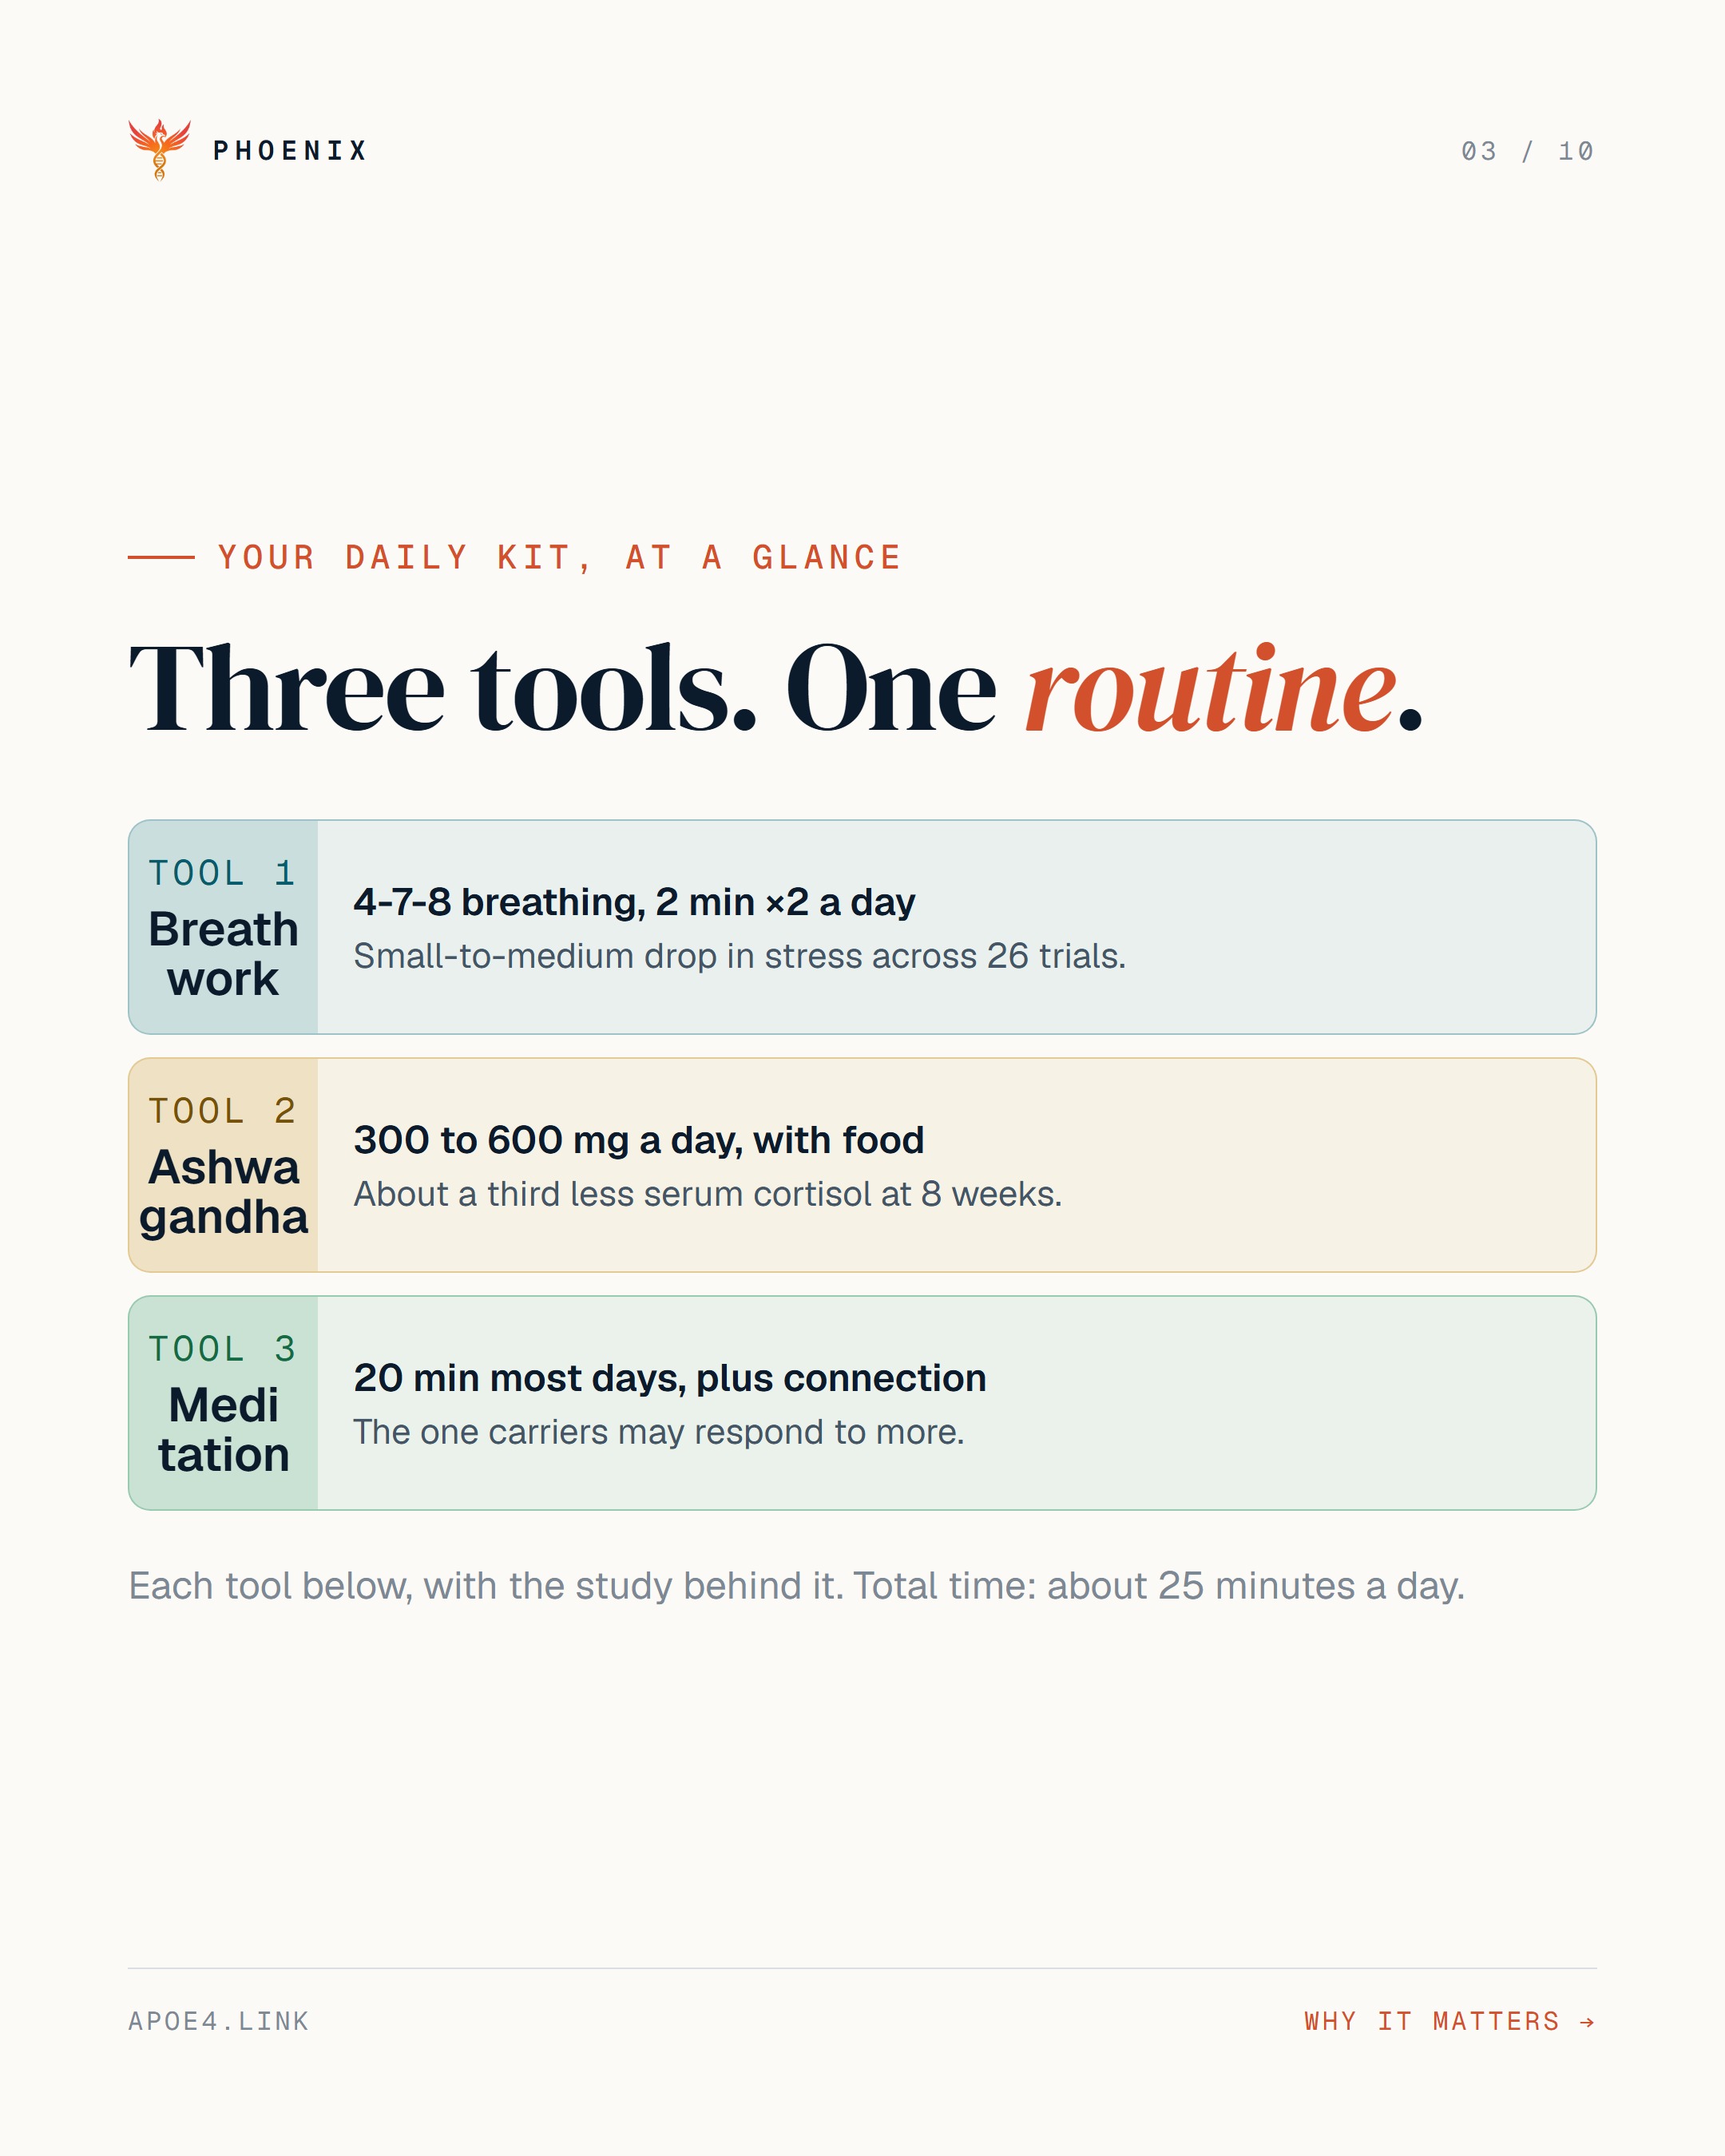 PHOENIX
03 / 10
YOUR DAILY KIT, AT A GLANCE
Three tools. One routine.
TOOL 1
Breath
work
4-7-8 breathing, 2 min ×2 a day
Small-to-medium drop in stress across 26 trials.
TOOL 2
Ashwa
gandha
300 to 600 mg a day, with food
About a third less serum cortisol at 8 weeks.
TOOL 3
Medi
tation
20 min most days, plus connection
The one carriers may respond to more.
Each tool below, with the study behind it. Total time: about 25 minutes a day.
APOE4.LINK
WHY IT MATTERS →